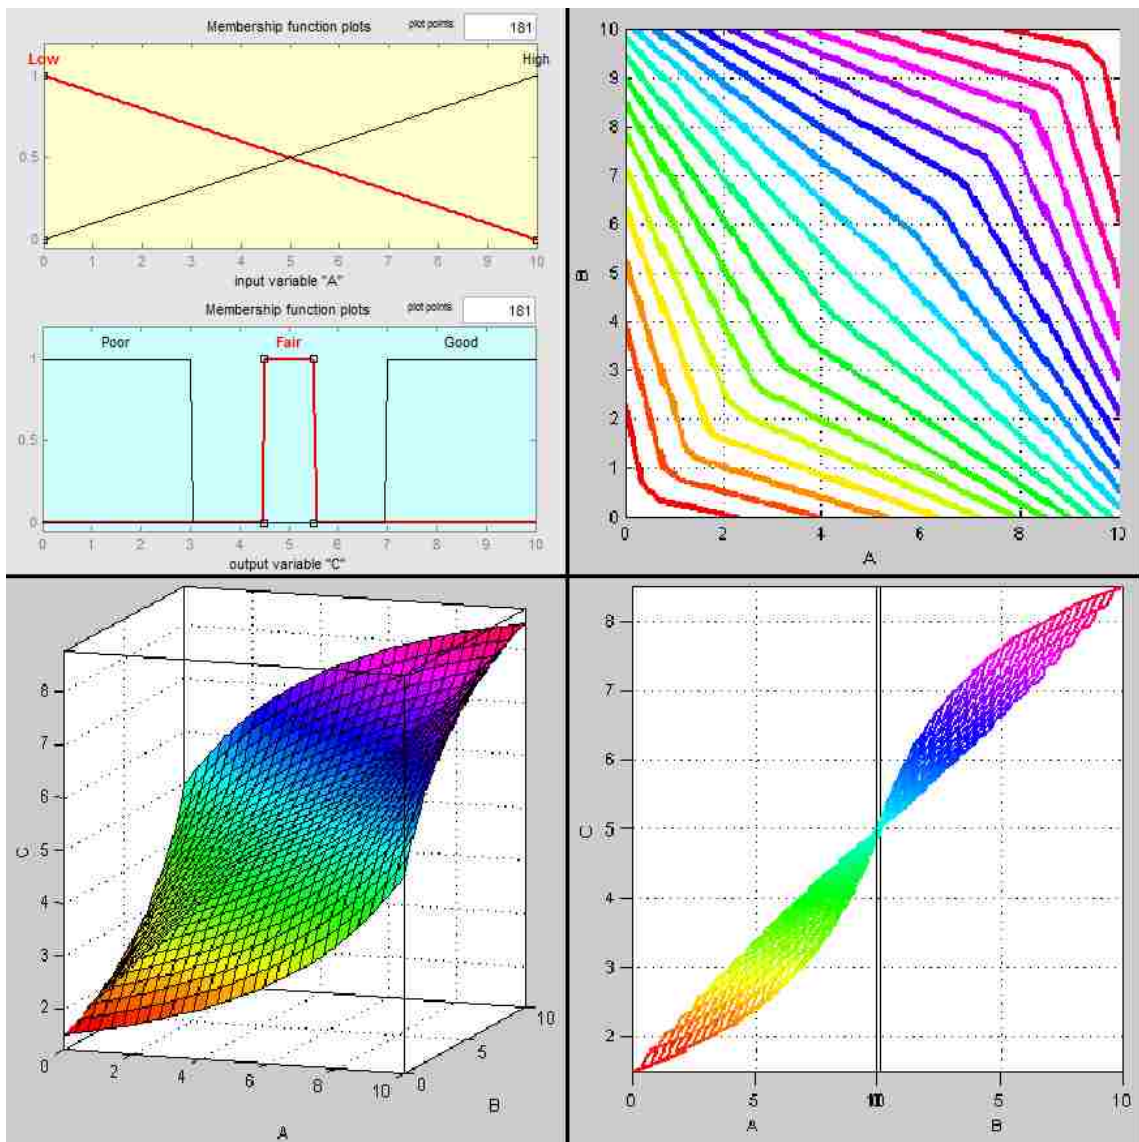 Membership function plots plot points: 181
Low High
1
0.5
0
0 1 2 3 4 5 6 7 8 9 10
input variable "A"
Membership function plots plot points: 181
Poor Fair Good
1
0.5
0
0 1 2 3 4 5 6 7 8 9 10
output variable "C"
10
9
8
7
6
5
4
3
2
1
0
B
0 2 4 6 8 10
A
8
7
6
5
4
3
2
C
0 2 4 6 8 10
A
0 5 10
B
8
7
6
5
4
3
2
C
0 5 10 0 5 10
A B